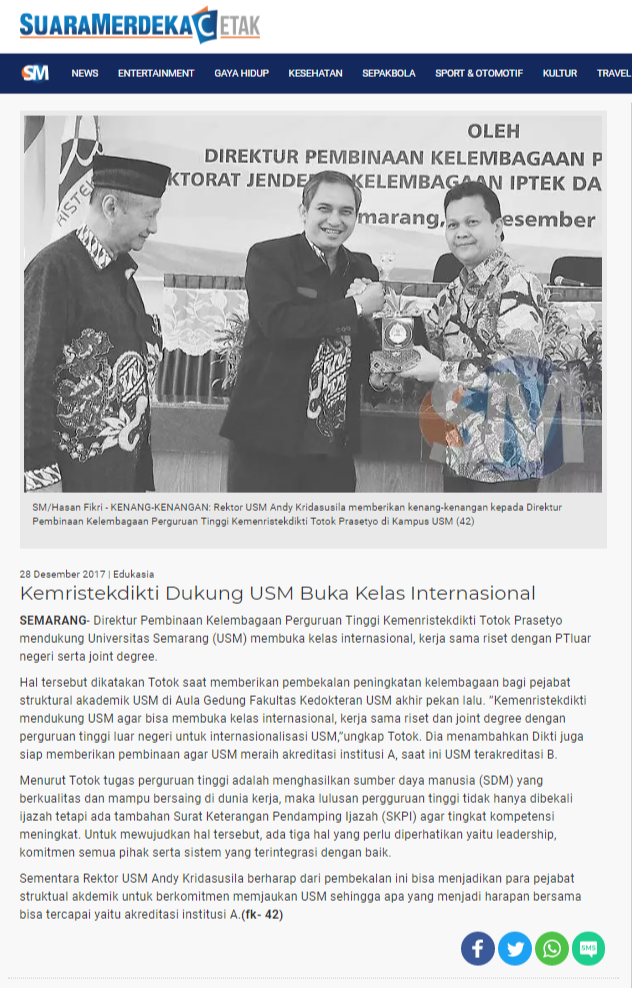 SUARAMERDEKA CETAK
SM NEWS ENTERTAINMENT GAYA HIDUP KESEHATAN SEPAKBOLA SPORT & OTOMOTIF KULTUR TRAVEL
OLEH
DIREKTUR PEMBINAAN KELEMBAGAAN P
KTORAT JENDE KELEMBAGAAN IPTEK DA
marang, esember
RISTEK
SM
SM/Hasan Fikri - KENANG-KENANGAN: Rektor USM Andy Kridasusila memberikan kenang-kenangan kepada Direktur
Pembinaan Kelembagaan Perguruan Tinggi Kemenristekdikti Totok Prasetyo di Kampus USM (42)
28 Desember 2017 | Edukasia
Kemristekdikti Dukung USM Buka Kelas Internasional
SEMARANG- Direktur Pembinaan Kelembagaan Perguruan Tinggi Kemenristekdikti Totok Prasetyo
mendukung Universitas Semarang (USM) membuka kelas internasional, kerja sama riset dengan PTluar
negeri serta joint degree.
Hal tersebut dikatakan Totok saat memberikan pembekalan peningkatan kelembagaan bagi pejabat
struktural akademik USM di Aula Gedung Fakultas Kedokteran USM akhir pekan lalu. "Kemenristekdikti
mendukung USM agar bisa membuka kelas internasional, kerja sama riset dan joint degree dengan
perguruan tinggi luar negeri untuk internasionalisasi USM,"ungkap Totok. Dia menambahkan Dikti juga
siap memberikan pembinaan agar USM meraih akreditasi institusi A, saat ini USM terakreditasi B.
Menurut Totok tugas perguruan tinggi adalah menghasilkan sumber daya manusia (SDM) yang
berkualitas dan mampu bersaing di dunia kerja, maka lulusan pergguruan tinggi tidak hanya dibekali
ijazah tetapi ada tambahan Surat Keterangan Pendamping Ijazah (SKPI) agar tingkat kompetensi
meningkat. Untuk mewujudkan hal tersebut, ada tiga hal yang perlu diperhatikan yaitu leadership,
komitmen semua pihak serta sistem yang terintegrasi dengan baik.
Sementara Rektor USM Andy Kridasusila berharap dari pembekalan ini bisa menjadikan para pejabat
struktual akdemik untuk berkomitmen memjaukan USM sehingga apa yang menjadi harapan bersama
bisa tercapai yaitu akreditasi institusi A.(fk- 42)
SMS